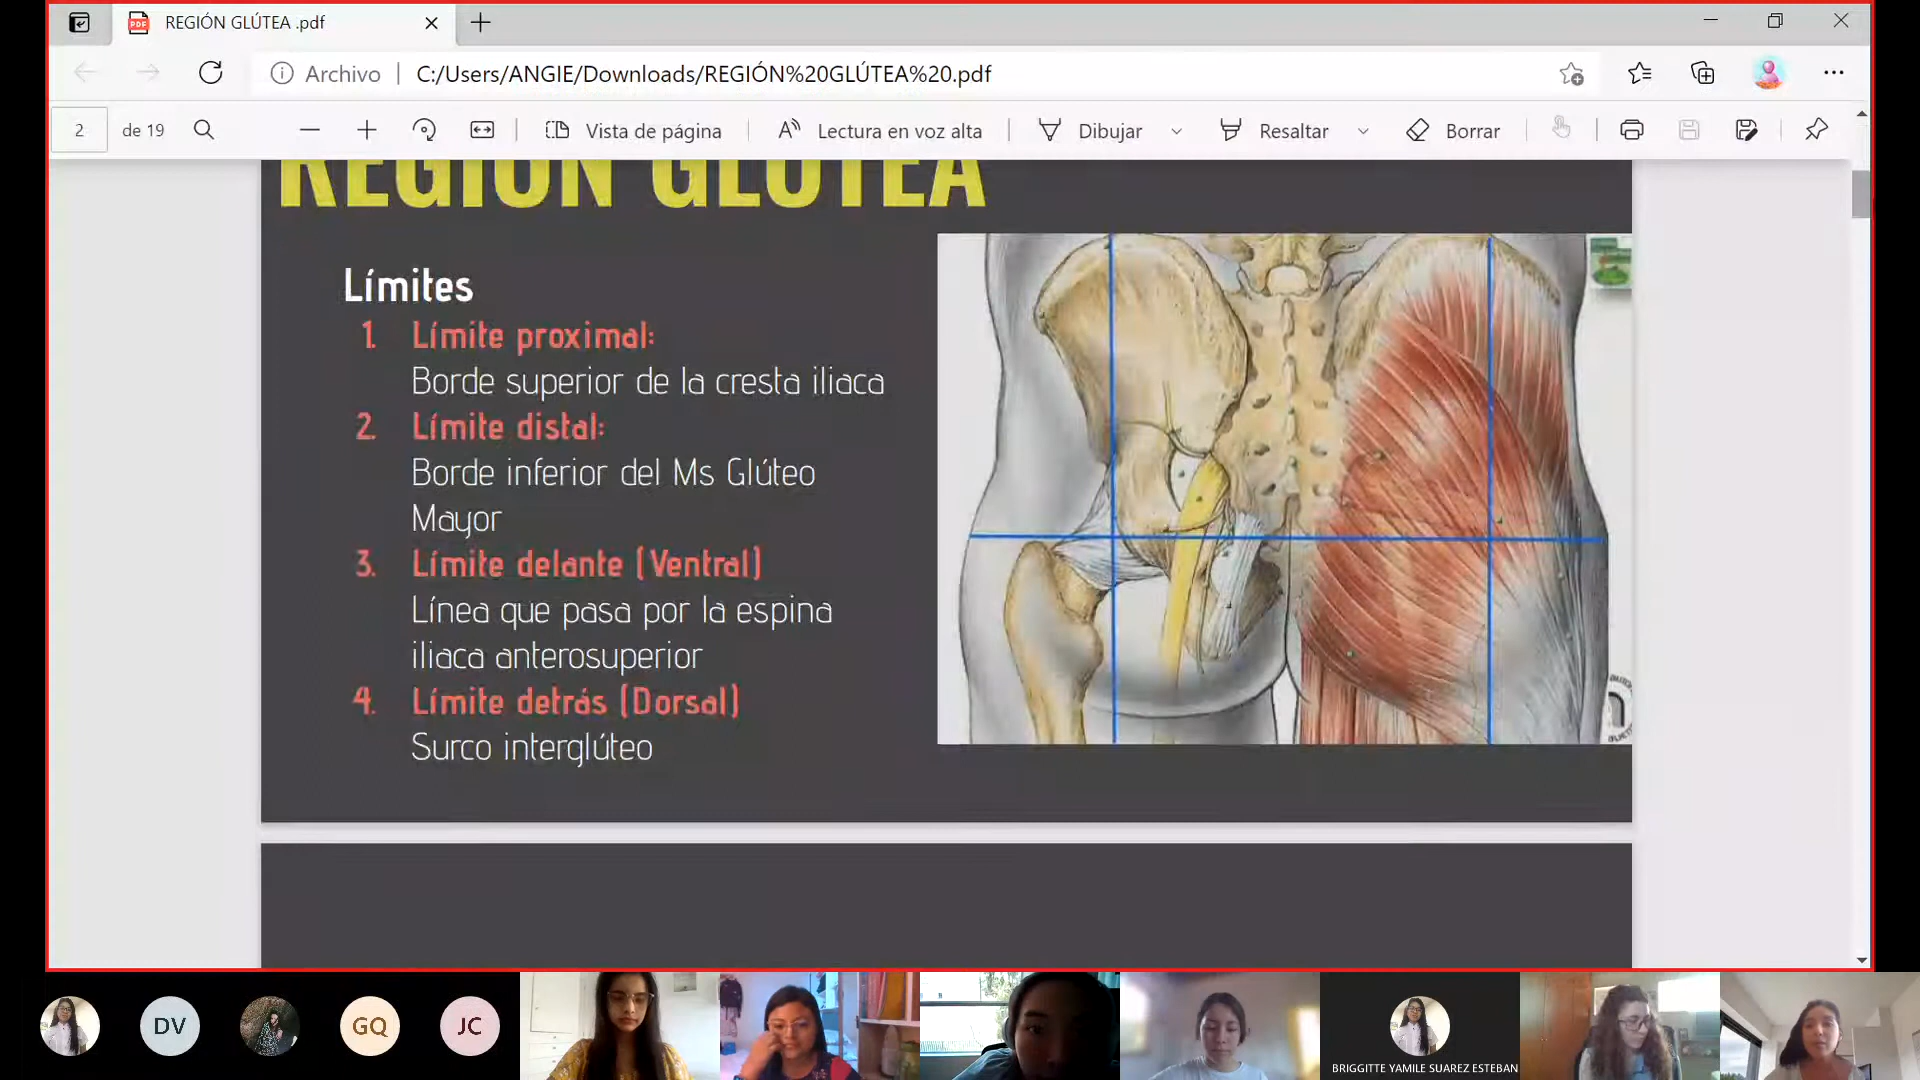 REGIÓN GLÚTEA .pdf
Archivo
C:/Users/ANGIE/Downloads/REGIÓN%20GLÚTEA%20.pdf
2 de 19
Vista de página
Lectura en voz alta
Dibujar
Resaltar
Borrar
REGIÓN GLÚTEA
Límites
1. Límite proximal:
Borde superior de la cresta iliaca
2. Límite distal:
Borde inferior del Ms Glúteo
Mayor
3. Límite delante (Ventral)
Línea que pasa por la espina
iliaca anterosuperior
4. Límite detrás (Dorsal)
Surco interglúteo
DV
GQ
JC
BRIGGITTE YAMILE SUAREZ ESTEBAN